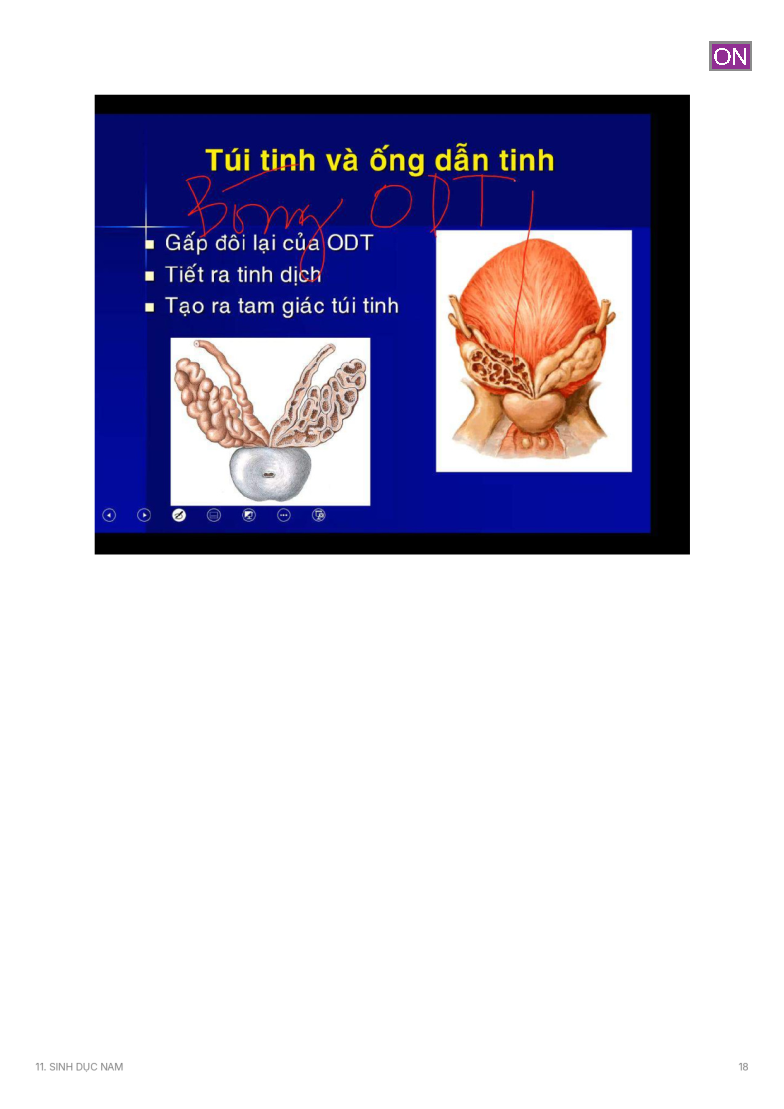 ON
Túi tinh và ống dẫn tinh
Bóng ODT
Gấp đôi lại của ODT
Tiết ra tinh dịch
Tạo ra tam giác túi tinh
11. SINH DỤC NAM
18